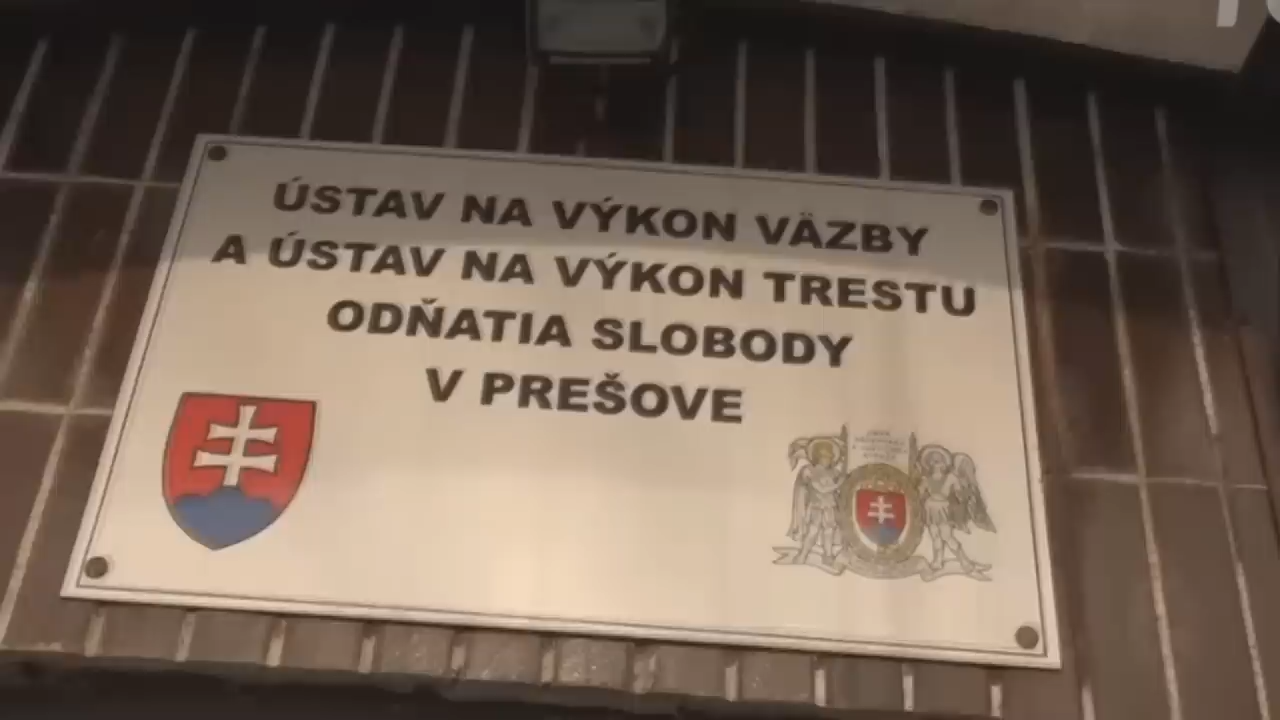 ÚSTAV NA VÝKON VÄZBY
A ÚSTAV NA VÝKON TRESTU
ODŇATIA SLOBODY
V PREŠOVE